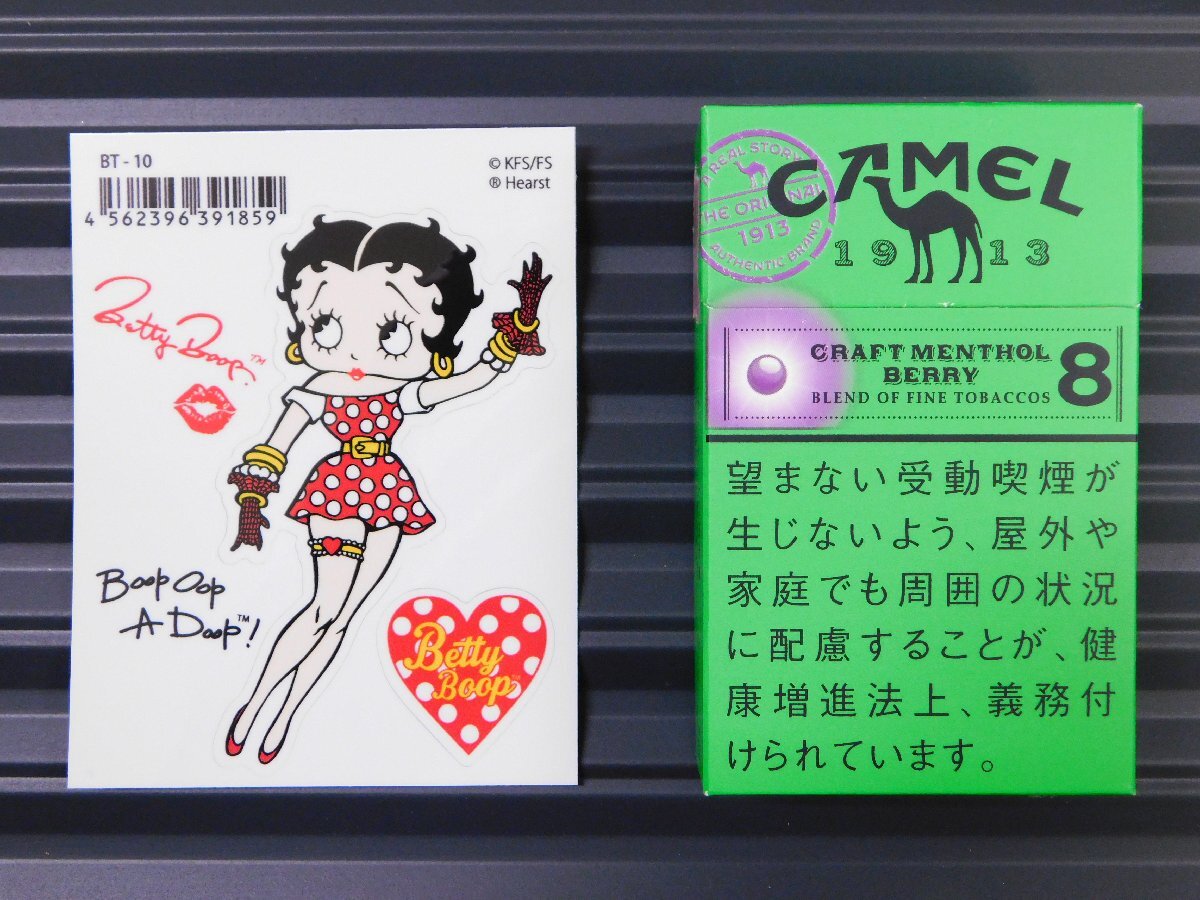 BT - 10
© KFS/FS
® Hearst
4 562396 391859
Betty Boop™
Boop Oop
A Doop™!
Betty
Boop™
A REAL STORY
THE ORIGINAL
1913
AUTHENTIC BRAND
CAMEL
1913
CRAFT MENTHOL
BERRY
BLEND OF FINE TOBACCOS
8
望まない受動喫煙が
生じないよう、屋外や
家庭でも周囲の状況
に配慮することが、健
康増進法上、義務付
けられています。